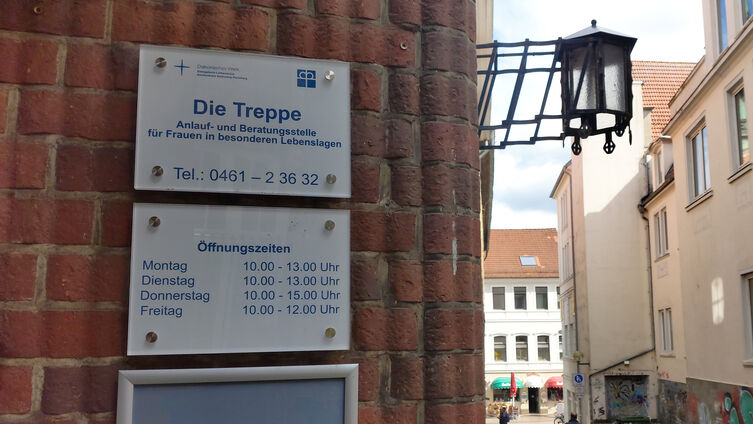 Diakonisches Werk
Die Treppe
Anlauf- und Beratungsstelle
für Frauen in besonderen Lebenslagen
Tel.: 0461 – 2 36 32
Öffnungszeiten
Montag 10.00 - 13.00 Uhr
Dienstag 10.00 - 13.00 Uhr
Donnerstag 10.00 - 15.00 Uhr
Freitag 10.00 - 12.00 Uhr